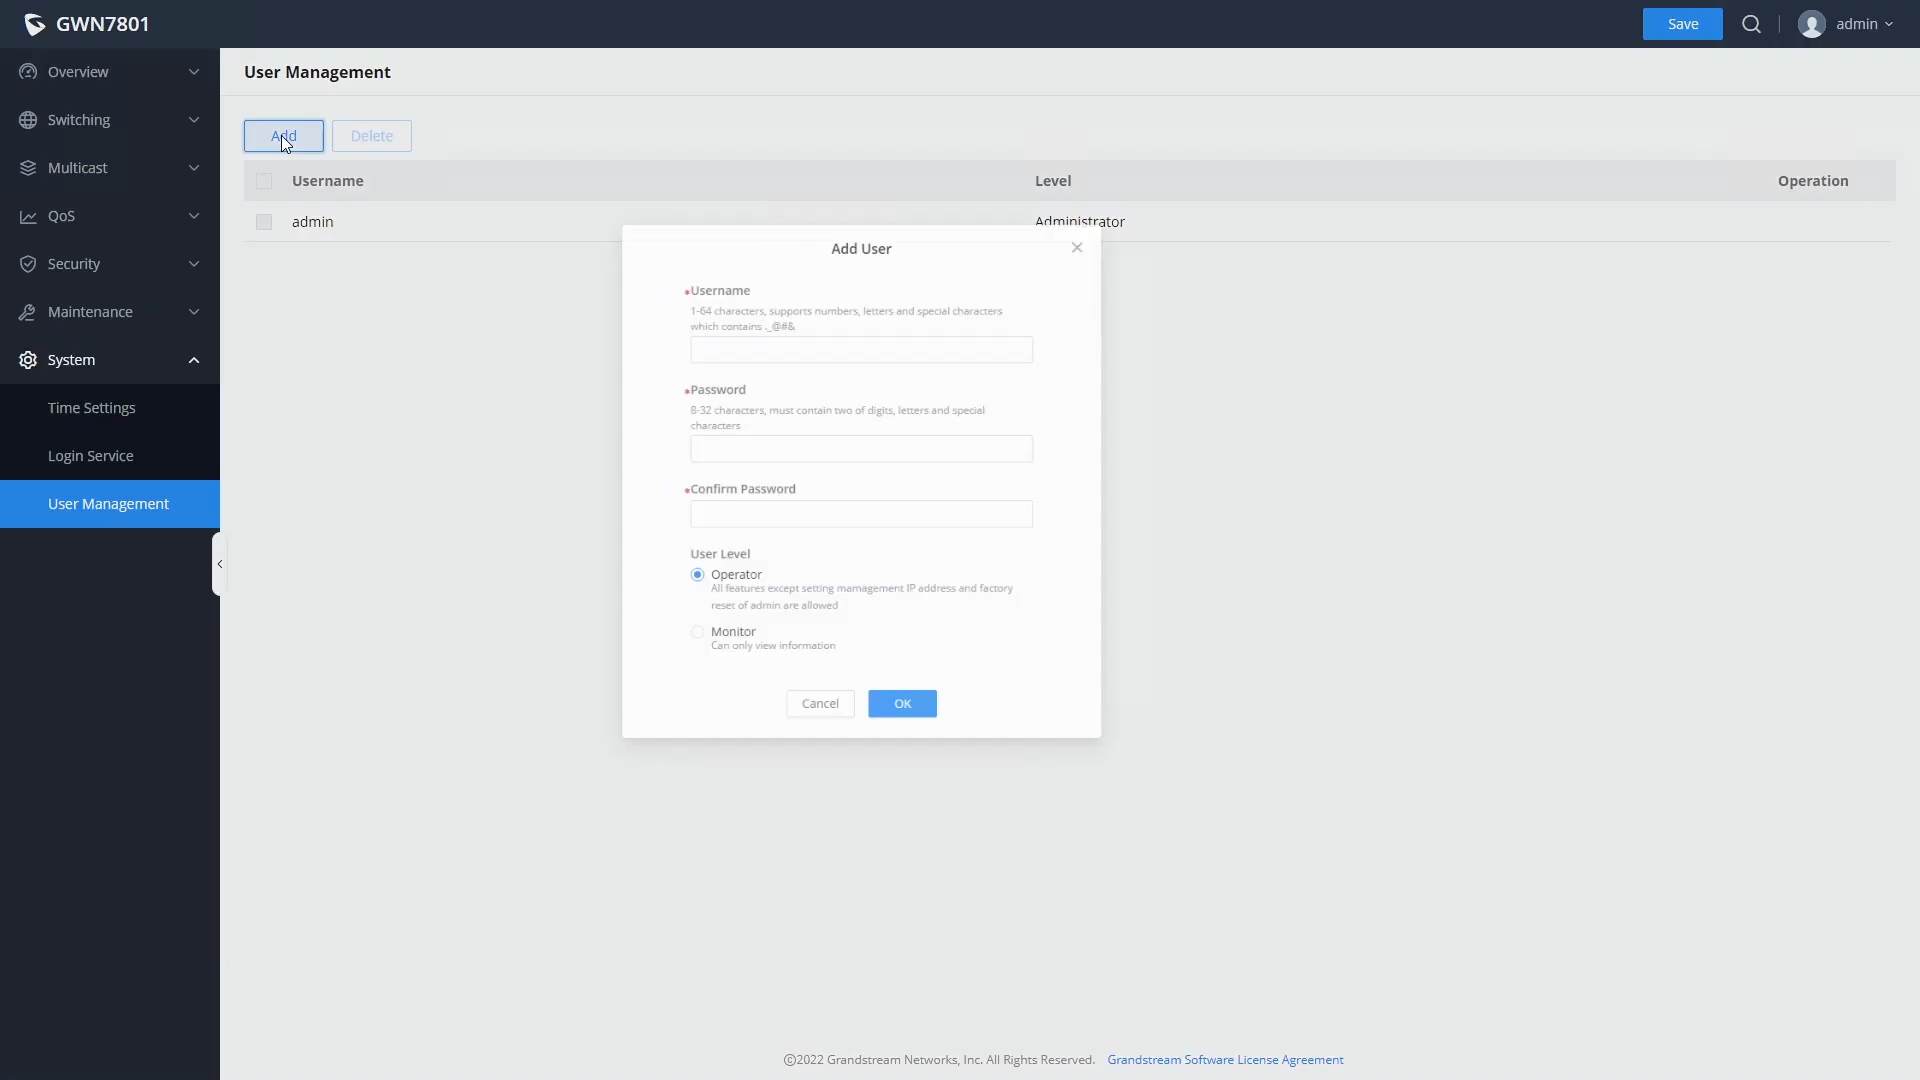 GWN7801
Save
admin
Overview
Switching
Multicast
QoS
Security
Maintenance
System
Time Settings
Login Service
User Management
User Management
Add
Delete
Username
Level
Operation
admin
Administrator
Add User
*Username
1-64 characters, supports numbers, letters and special characters
which contains ._@#&
*Password
8-32 characters, must contain two of digits, letters and special
characters
*Confirm Password
User Level
Operator
All features except setting mamagement IP address and factory
reset of admin are allowed
Monitor
Can only view information
Cancel
OK
©2022 Grandstream Networks, Inc. All Rights Reserved. Grandstream Software License Agreement